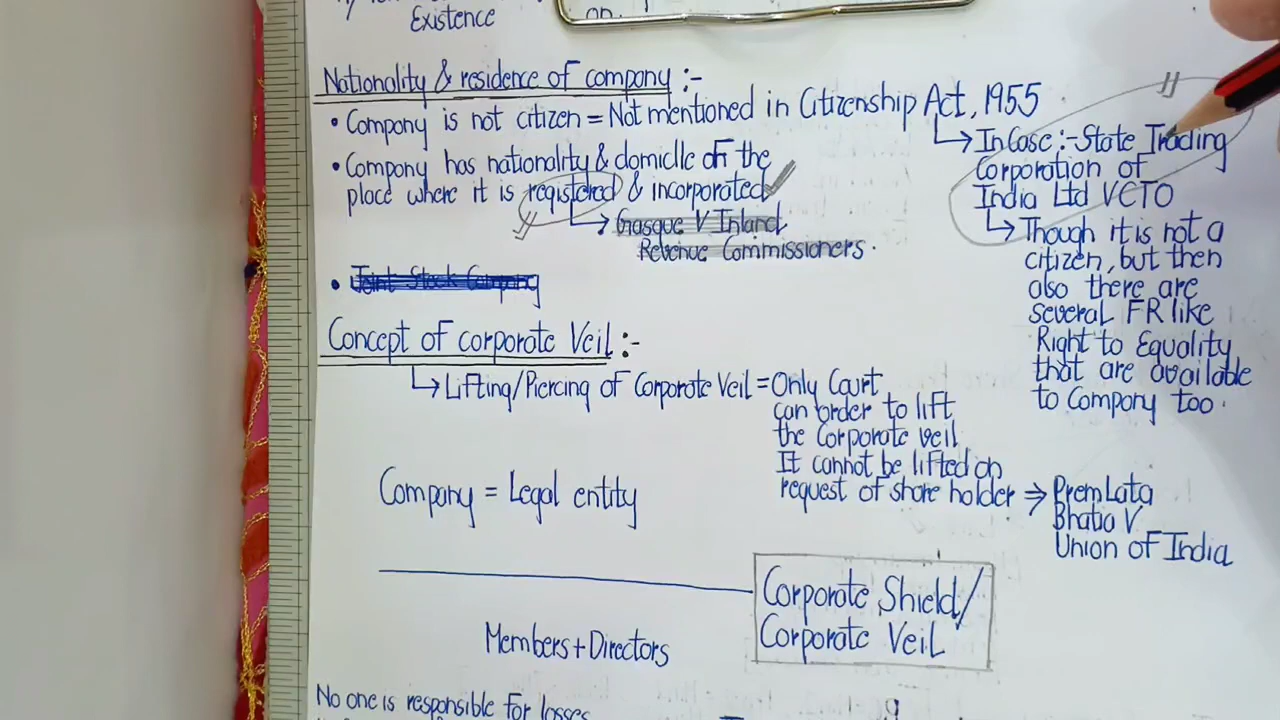 Existence
on.
Nationality & residence of company :-
• Company is not citizen = Not mentioned in Citizenship Act, 1955
↳ In Case :- State Trading
Corporation of
India Ltd V CTO
↳ Though it is not a
citizen, but then
also there are
several FR like
Right to Equality
that are available
to Company too.
• Company has nationality & domicile of the
place where it is registered & incorporated
↳ Gasque V Inland
Revenue Commissioners.
• Joint Stock Company
Concept of corporate Veil :-
↳ Lifting/Piercing of Corporate Veil = Only Court
can order to lift
the Corporate veil
It cannot be lifted on
request of share holder ⇒ Prem Lata
Bhatia V
Union of India
Company = Legal entity
Corporate Shield/
Corporate Veil
Members + Directors
No one is responsible for losses